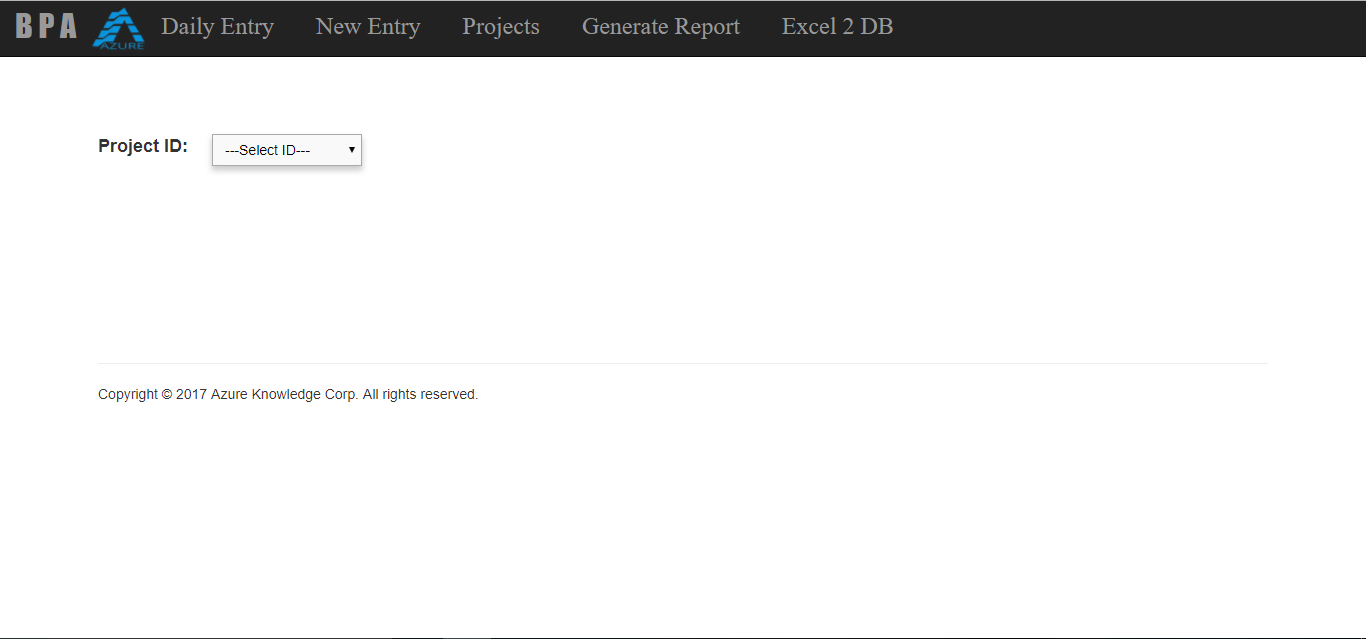 BPA AZURE Daily Entry New Entry Projects Generate Report Excel 2 DB
Project ID: ---Select ID---
Copyright © 2017 Azure Knowledge Corp. All rights reserved.